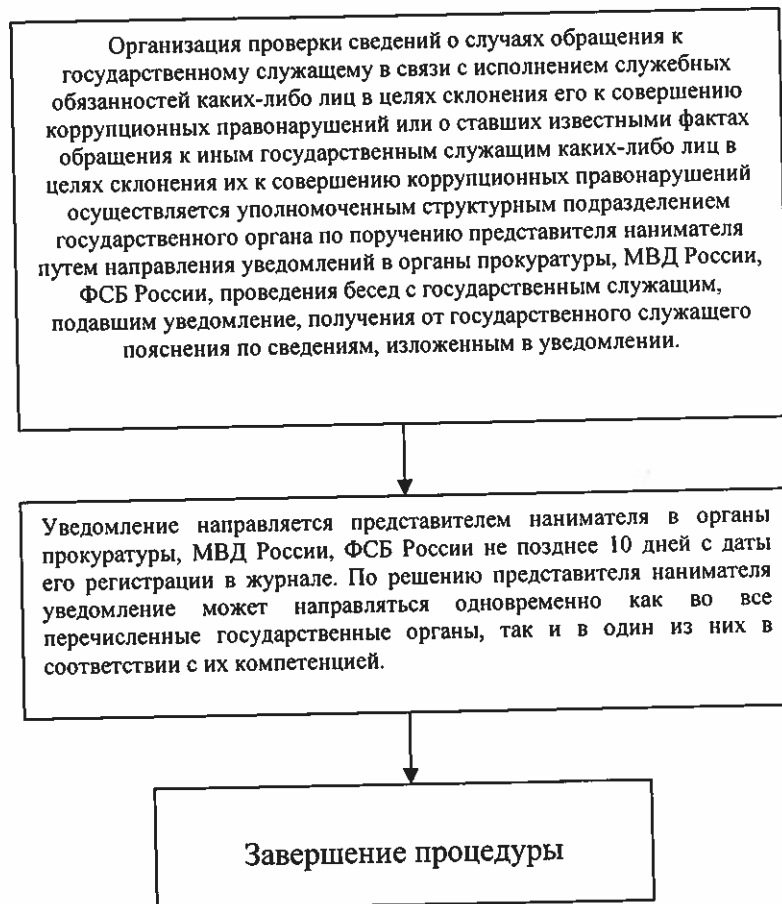 Организация проверки сведений о случаях обращения к
государственному служащему в связи с исполнением служебных
обязанностей каких-либо лиц в целях склонения его к совершению
коррупционных правонарушений или о ставших известными фактах
обращения к иным государственным служащим каких-либо лиц в
целях склонения их к совершению коррупционных правонарушений
осуществляется уполномоченным структурным подразделением
государственного органа по поручению представителя нанимателя
путем направления уведомлений в органы прокуратуры, МВД России,
ФСБ России, проведения бесед с государственным служащим,
подавшим уведомление, получения от государственного служащего
пояснения по сведениям, изложенным в уведомлении.
Уведомление направляется представителем нанимателя в органы
прокуратуры, МВД России, ФСБ России не позднее 10 дней с даты
его регистрации в журнале. По решению представителя нанимателя
уведомление может направляться одновременно как во все
перечисленные государственные органы, так и в один из них в
соответствии с их компетенцией.
Завершение процедуры